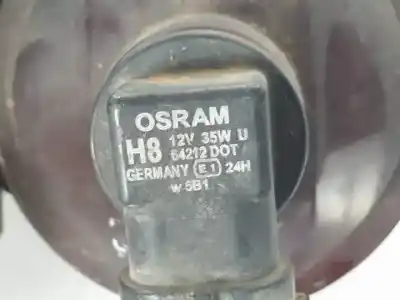 OSRAM
H8 12V 35W U
64212 DOT
GERMANY E1 24H
w 5B1